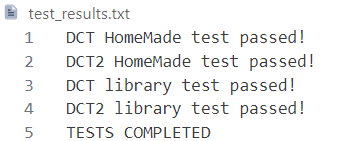 test_results.txt
1 DCT HomeMade test passed!
2 DCT2 HomeMade test passed!
3 DCT library test passed!
4 DCT2 library test passed!
5 TESTS COMPLETED